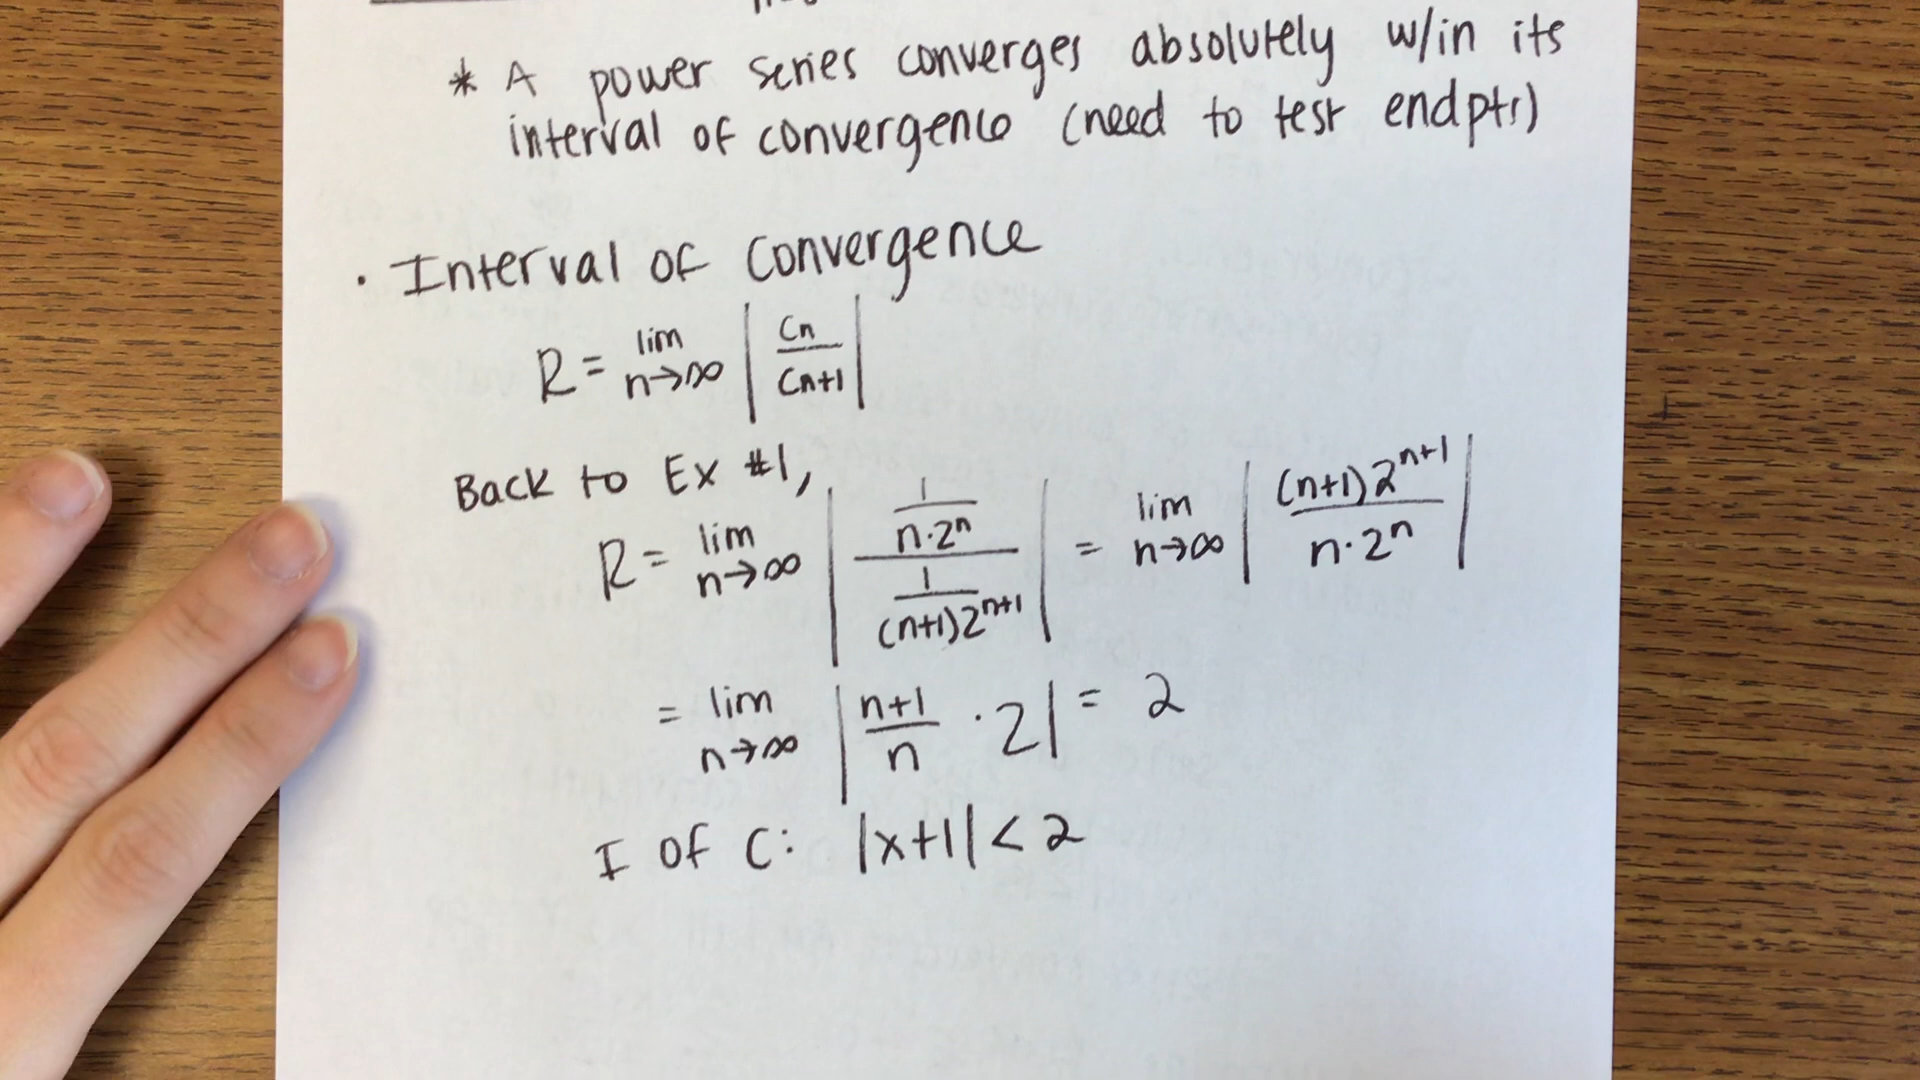 * A power series converges absolutely w/in its
interval of convergence (need to test endpts)
· Interval of Convergence
R = lim n→∞ | Cn / Cn+1 |
Back to Ex #1,
R = lim n→∞ | (1 / (n·2^n)) / (1 / ((n+1)2^(n+1))) | = lim n→∞ | (n+1)2^(n+1) / (n·2^n) |
= lim n→∞ | (n+1)/n · 2 | = 2
I of C: |x+1| < 2